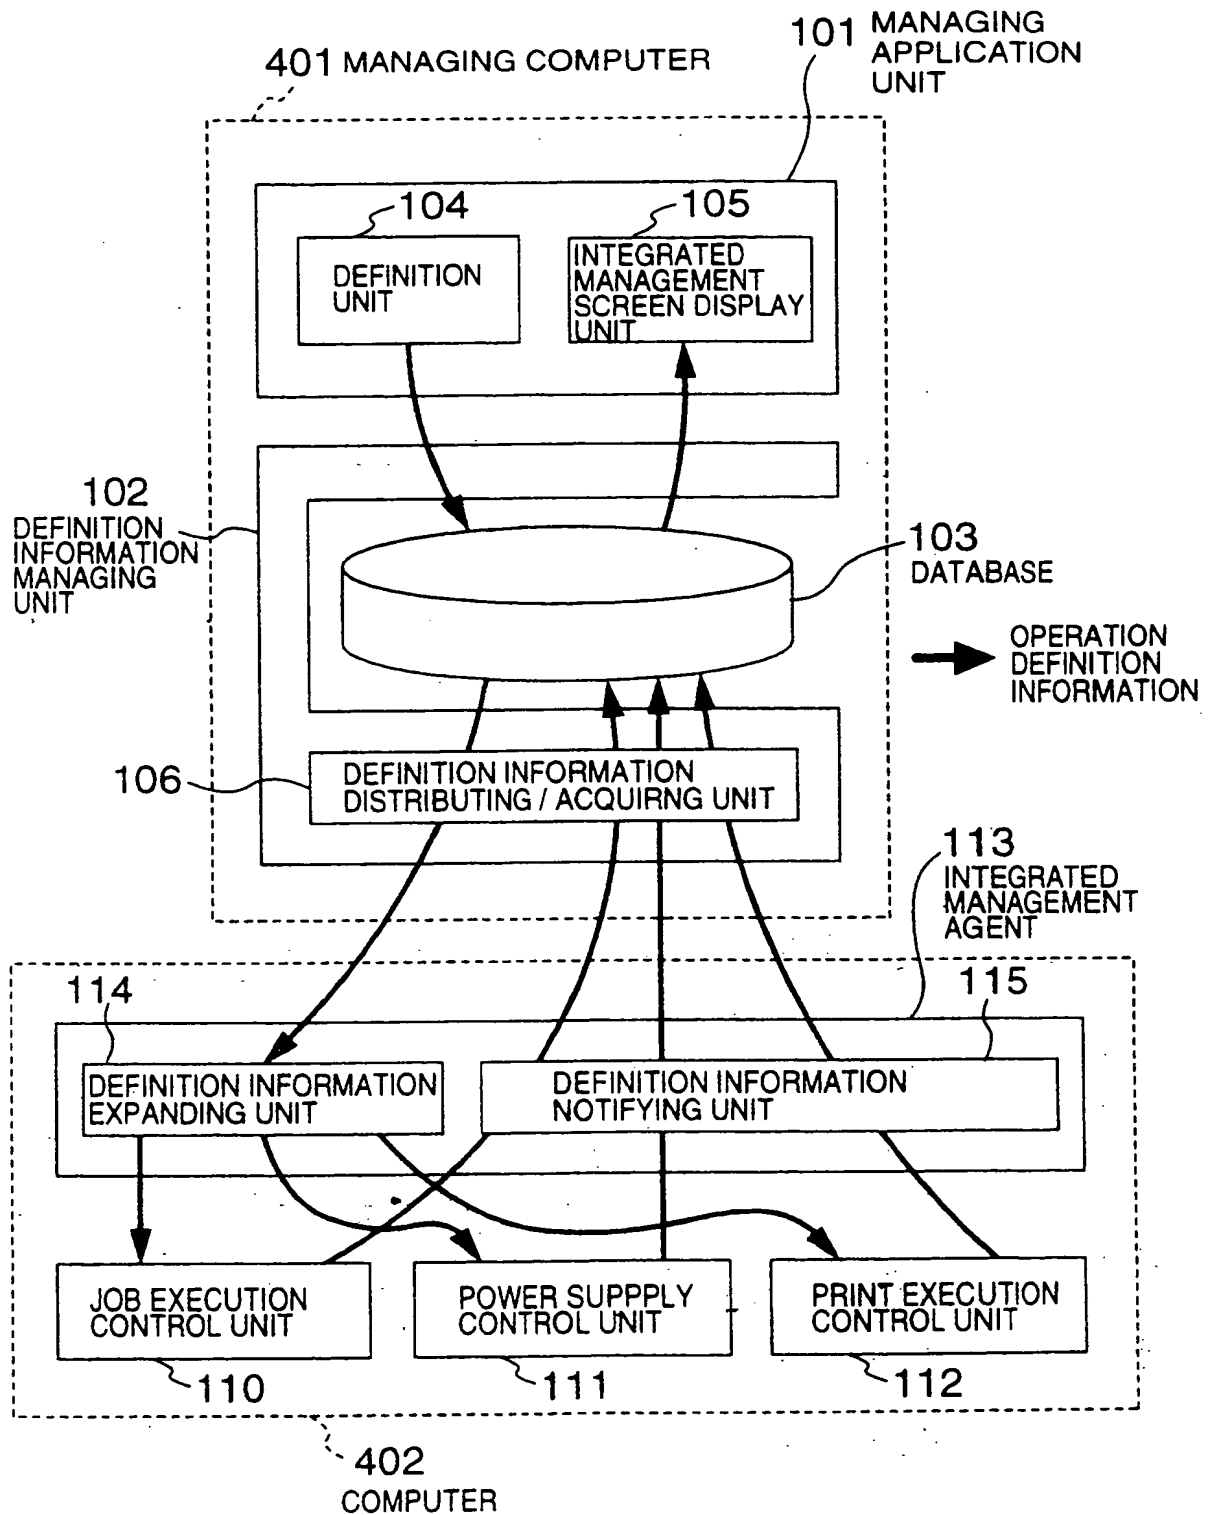 101 MANAGING
APPLICATION
UNIT
401 MANAGING COMPUTER
104
105
DEFINITION
UNIT
INTEGRATED
MANAGEMENT
SCREEN DISPLAY
UNIT
102
DEFINITION
INFORMATION
MANAGING
UNIT
103
DATABASE
OPERATION
DEFINITION
INFORMATION
106
DEFINITION INFORMATION
DISTRIBUTING / ACQUIRNG UNIT
113
INTEGRATED
MANAGEMENT
AGENT
114
115
DEFINITION INFORMATION
EXPANDING UNIT
DEFINITION INFORMATION
NOTIFYING UNIT
JOB EXECUTION
CONTROL UNIT
POWER SUPPPLY
CONTROL UNIT
PRINT EXECUTION
CONTROL UNIT
110
111
112
402
COMPUTER